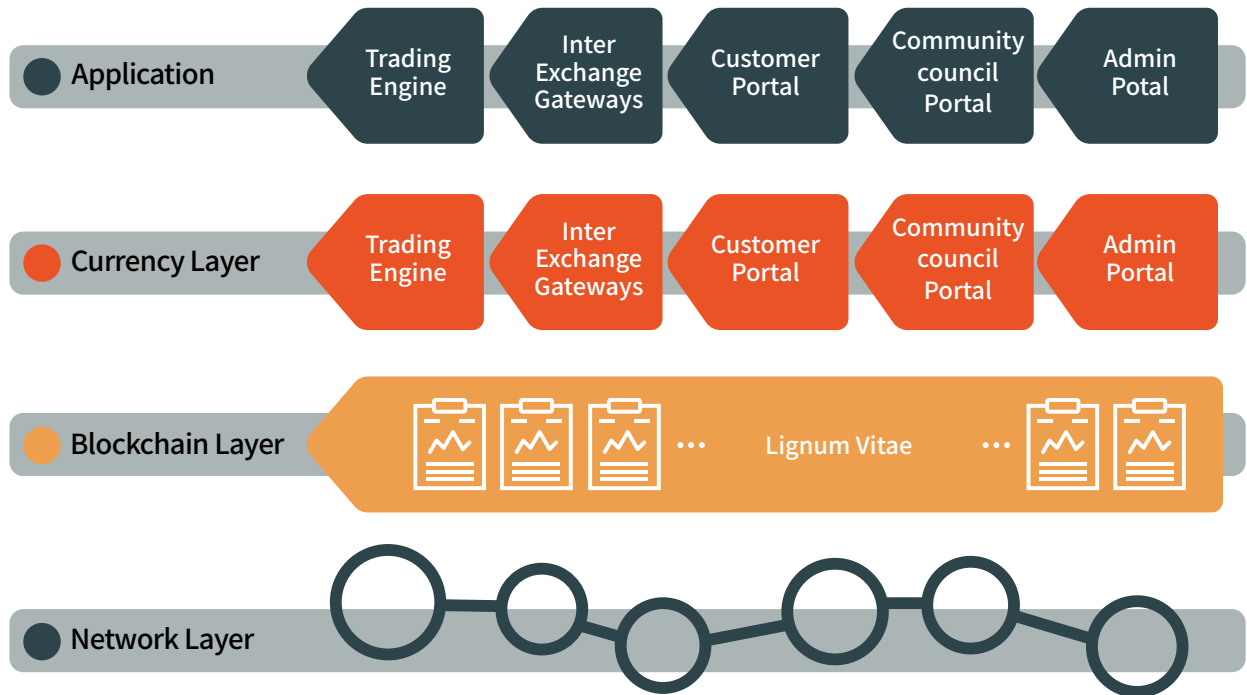 Application
Trading
Engine
Inter
Exchange
Gateways
Customer
Portal
Community
council
Portal
Admin
Potal
Currency Layer
Trading
Engine
Inter
Exchange
Gateways
Customer
Portal
Community
council
Portal
Admin
Portal
Blockchain Layer
... Lignum Vitae ...
Network Layer